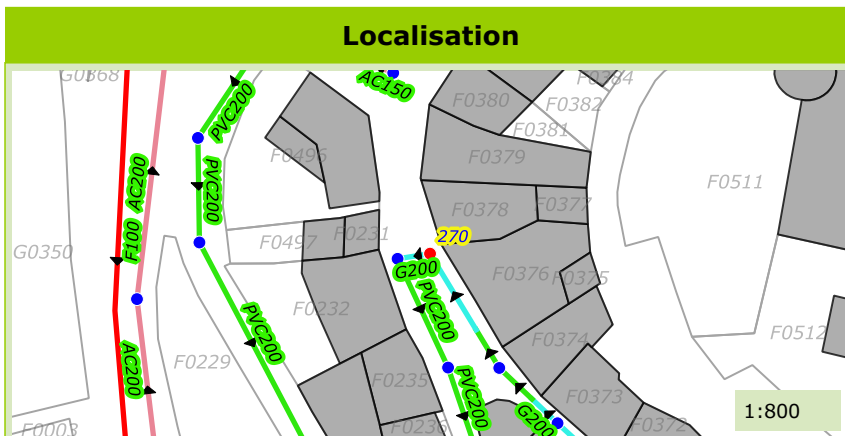 Localisation
G0868
AC150
F0384
F0380
F0382
PVC200
F0381
F0496
F0379
AC200
PVC200
F0511
F0378
F0377
F0231
270
F0497
F100
G0350
G200
F0376
F0375
PVC200
F0232
PVC200
F0512
F0374
AC200
F0229
F0235
PVC200
F0373
1:800
G200
F0003
F0236
F0372